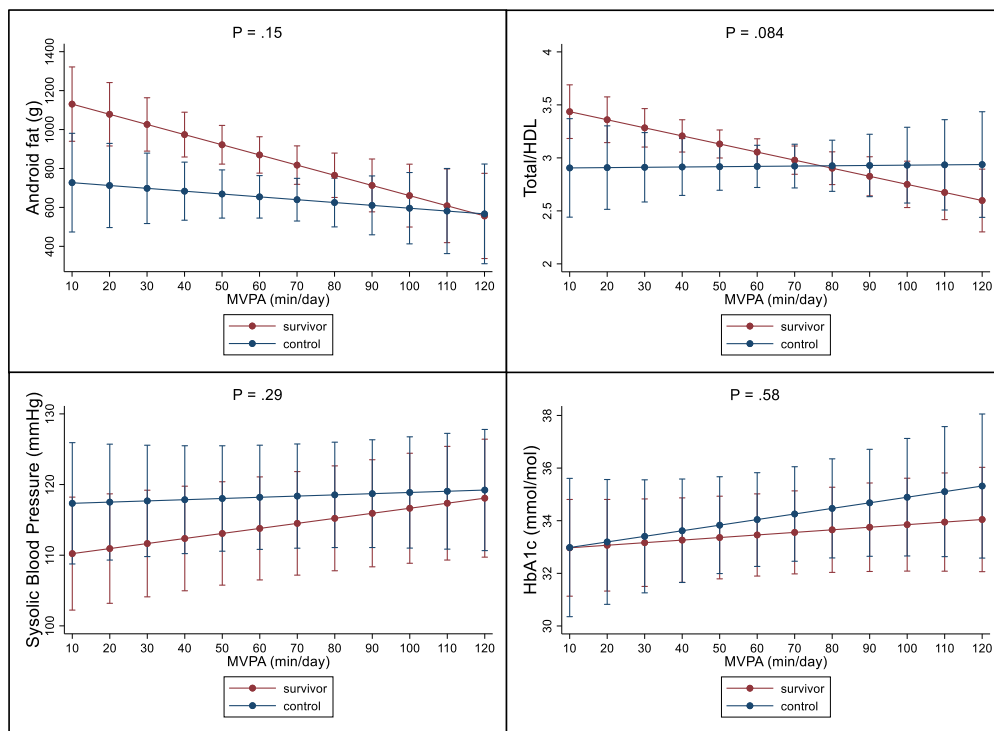 P = .15
Android fat (g)
1400
1200
1000
800
600
400
10 20 30 40 50 60 70 80 90 100 110 120
MVPA (min/day)
survivor
control
P = .084
Total/HDL
4
3.5
3
2.5
2
10 20 30 40 50 60 70 80 90 100 110 120
MVPA (min/day)
survivor
control
P = .29
Sysolic Blood Pressure (mmHg)
130
120
110
100
10 20 30 40 50 60 70 80 90 100 110 120
MVPA (min/day)
survivor
control
P = .58
HbA1c (mmol/mol)
38
36
34
32
30
10 20 30 40 50 60 70 80 90 100 110 120
MVPA (min/day)
survivor
control